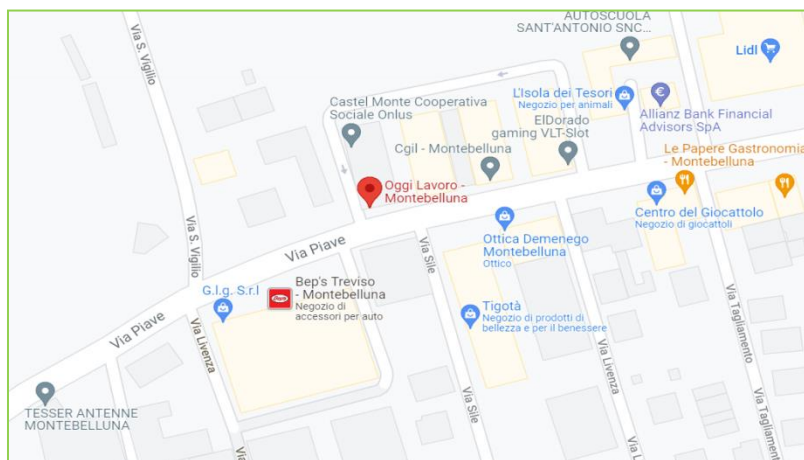 AUTOSCUOLA
SANT'ANTONIO SNC...
Lidl
Via S. Vigilio
L'Isola dei Tesori
Negozio per animali
Castel Monte Cooperativa
Sociale Onlus
Allianz Bank Financial
Advisors SpA
ElDorado
gaming VLT-Slot
Cgil - Montebelluna
Le Papere Gastronomia
- Montebelluna
Oggi Lavoro -
Montebelluna
Centro del Giocattolo
Negozio di giocattoli
Via S. Vigilio
Via Piave
Via Sile
Ottica Demenego
Montebelluna
Ottico
Bep's Treviso
- Montebelluna
Negozio di
accessori per auto
G.l.g. S.r.l
Bep's
Tigotà
Negozio di prodotti di
bellezza e per il benessere
Via Piave
Via Livenza
Via Livenza
Via Tagliamento
Via Sile
TESSER ANTENNE
MONTEBELLUNA
Via Li
Via Tagliam